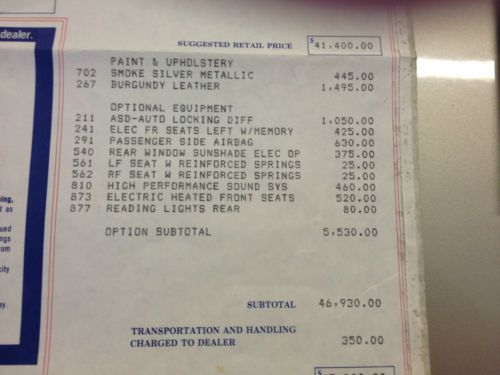 dealer.
SUGGESTED RETAIL PRICE $41,400.00
PAINT & UPHOLSTERY
702 SMOKE SILVER METALLIC 445.00
267 BURGUNDY LEATHER 1,495.00
OPTIONAL EQUIPMENT
211 ASD-AUTO LOCKING DIFF 1,050.00
241 ELEC FR SEATS LEFT W/MEMORY 425.00
291 PASSENGER SIDE AIRBAG 630.00
540 REAR WINDOW SUNSHADE ELEC OP 375.00
561 LF SEAT W REINFORCED SPRINGS 25.00
562 RF SEAT W REINFORCED SPRINGS 25.00
810 HIGH PERFORMANCE SOUND SYS 460.00
873 ELECTRIC HEATED FRONT SEATS 520.00
877 READING LIGHTS REAR 80.00
OPTION SUBTOTAL 5,530.00
SUBTOTAL 46,930.00
TRANSPORTATION AND HANDLING
CHARGED TO DEALER 350.00